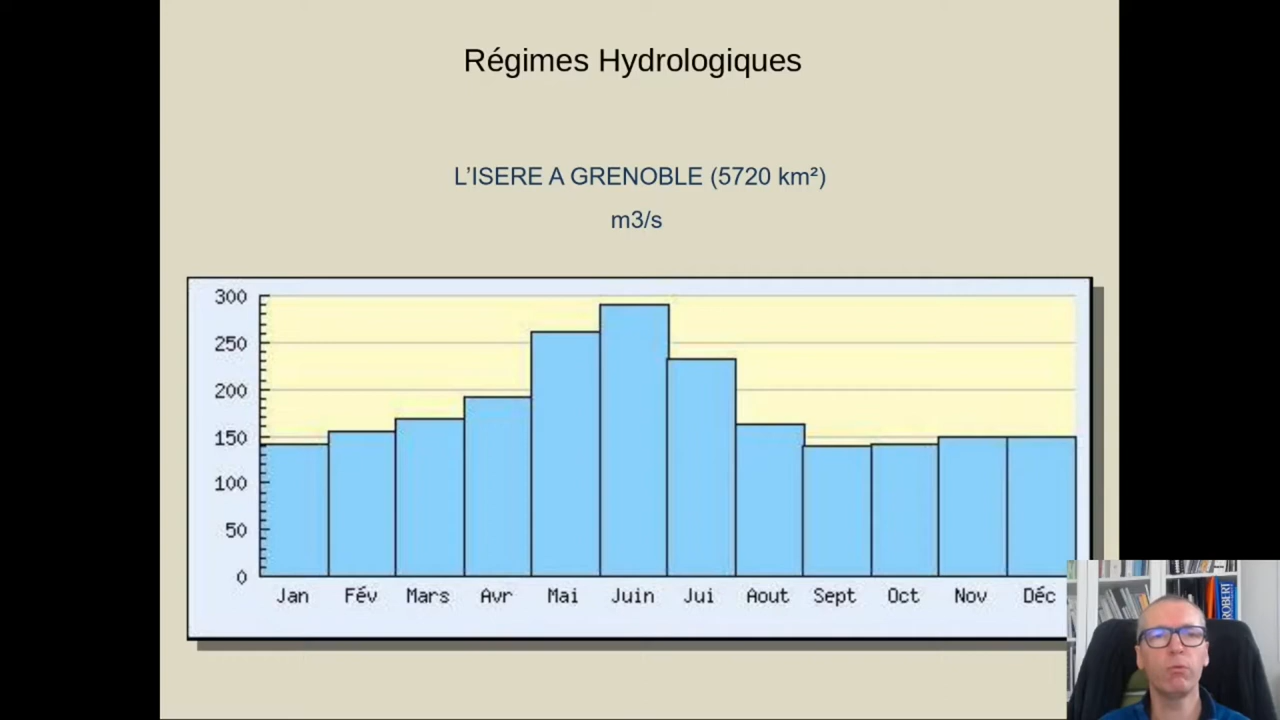 Régimes Hydrologiques
L'ISERE A GRENOBLE (5720 km²)
m3/s
300
250
200
150
100
50
0
Jan Fév Mars Avr Mai Juin Jui Aout Sept Oct Nov Déc
ROBERT